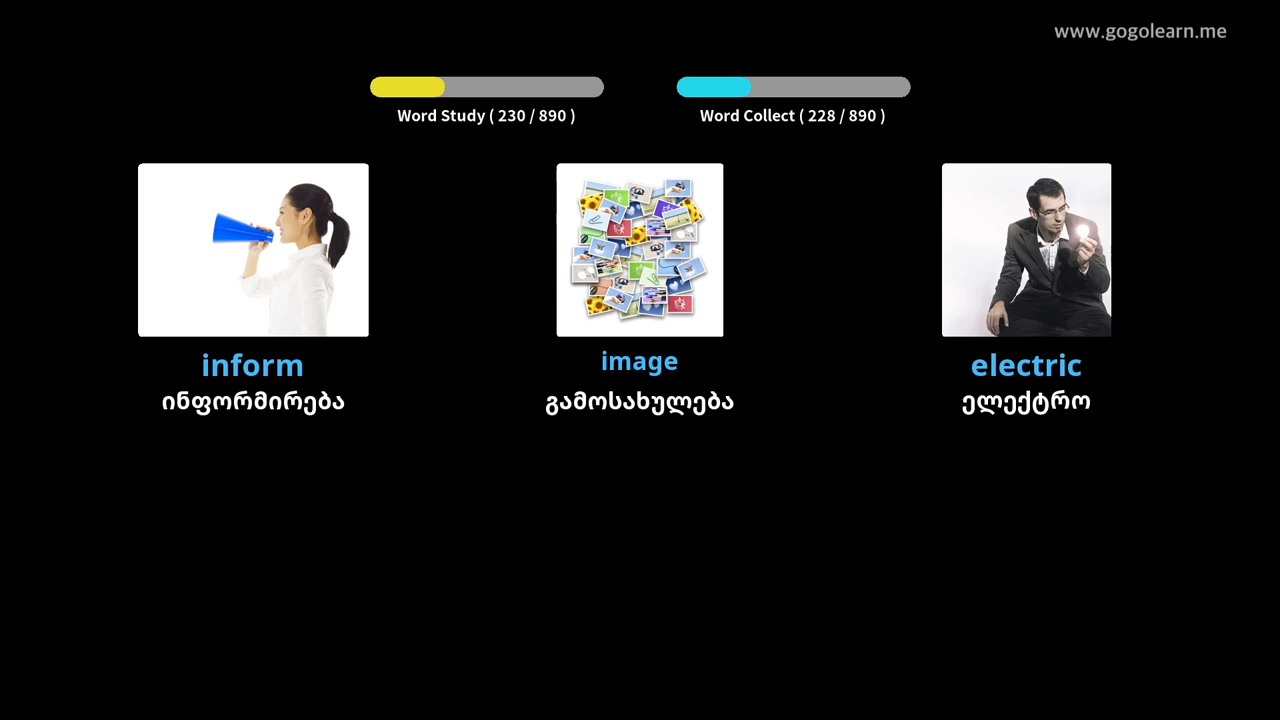 www.gogolearn.me
Word Study ( 230 / 890 )
Word Collect ( 228 / 890 )
inform
image
electric
ინფორმირება
გამოსახულება
ელექტრო